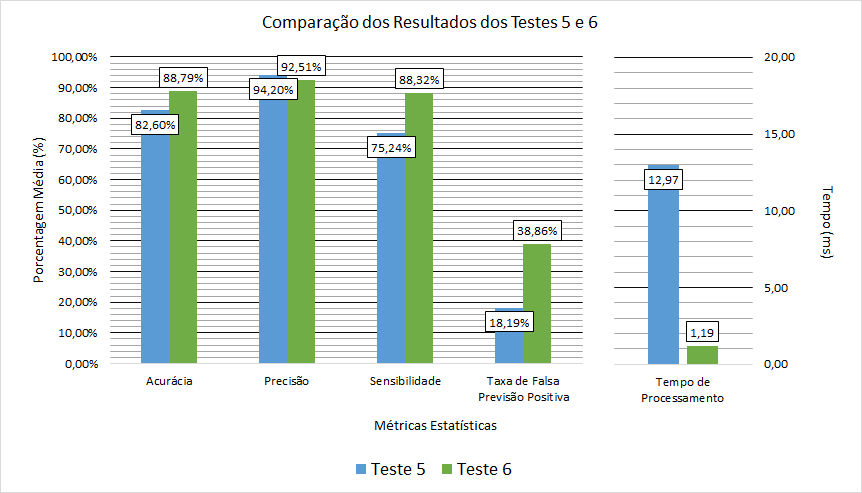 Comparação dos Resultados dos Testes 5 e 6
100,00%
90,00%
80,00%
70,00%
60,00%
50,00%
40,00%
30,00%
20,00%
10,00%
0,00%
Porcentagem Média (%)
82,60%
88,79%
94,20%
92,51%
75,24%
88,32%
18,19%
38,86%
12,97
1,19
20,00
15,00
10,00
5,00
0,00
Tempo (ms)
Acurácia
Precisão
Sensibilidade
Taxa de Falsa
Previsão Positiva
Tempo de
Processamento
Métricas Estatísticas
Teste 5
Teste 6